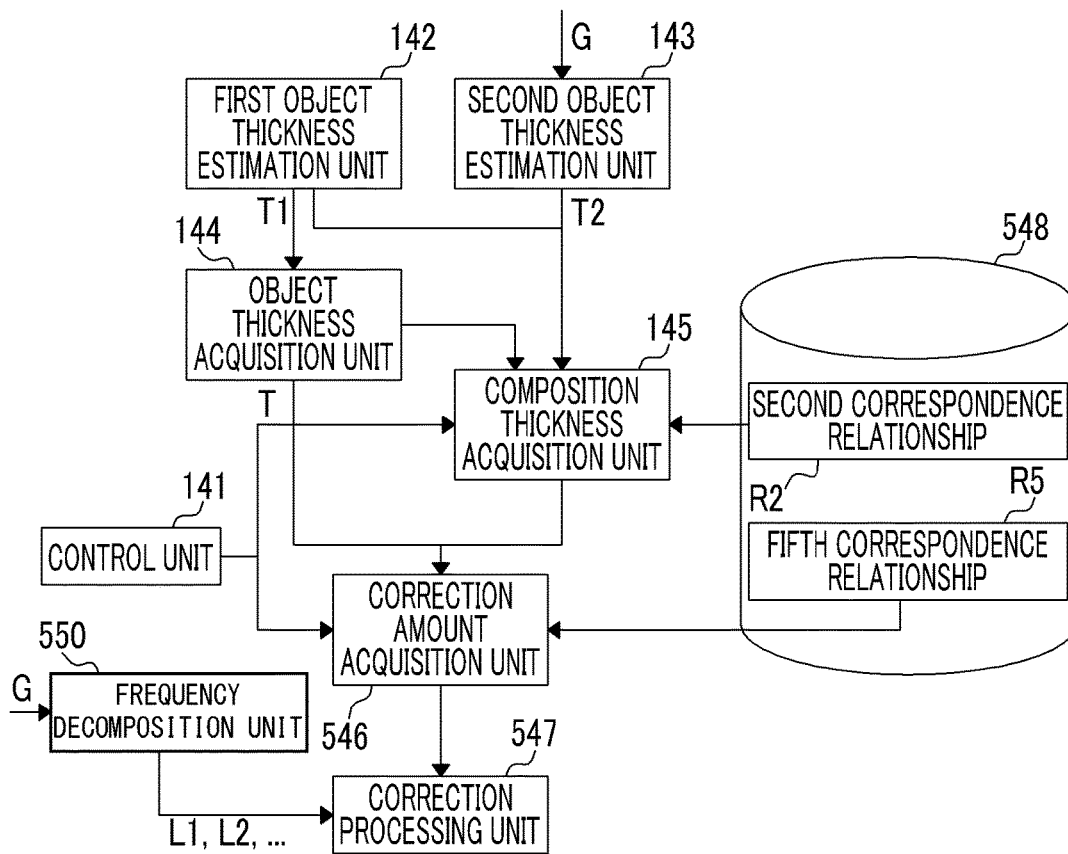 142
G
143
FIRST OBJECT
THICKNESS
ESTIMATION UNIT
SECOND OBJECT
THICKNESS
ESTIMATION UNIT
T1
T2
144
548
OBJECT
THICKNESS
ACQUISITION UNIT
145
T
COMPOSITION
THICKNESS
ACQUISITION UNIT
SECOND CORRESPONDENCE
RELATIONSHIP
R2
R5
141
CONTROL UNIT
FIFTH CORRESPONDENCE
RELATIONSHIP
CORRECTION
AMOUNT
ACQUISITION UNIT
550
G
FREQUENCY
DECOMPOSITION UNIT
546
547
L1, L2, ...
CORRECTION
PROCESSING UNIT